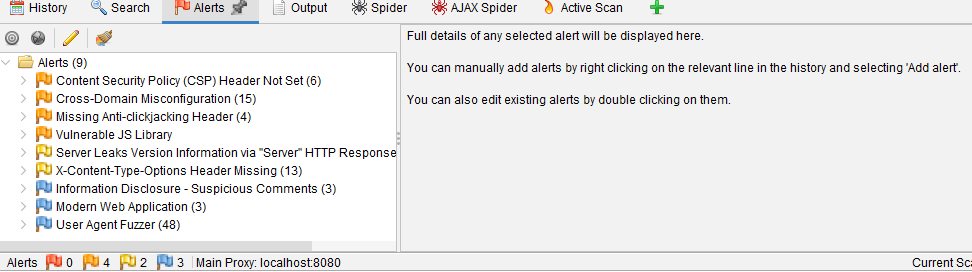 History Search Alerts Output Spider AJAX Spider Active Scan
Full details of any selected alert will be displayed here.
You can manually add alerts by right clicking on the relevant line in the history and selecting 'Add alert'.
You can also edit existing alerts by double clicking on them.
Alerts (9)
Content Security Policy (CSP) Header Not Set (6)
Cross-Domain Misconfiguration (15)
Missing Anti-clickjacking Header (4)
Vulnerable JS Library
Server Leaks Version Information via "Server" HTTP Response
X-Content-Type-Options Header Missing (13)
Information Disclosure - Suspicious Comments (3)
Modern Web Application (3)
User Agent Fuzzer (48)
Alerts 0 4 2 3 Main Proxy: localhost:8080 Current Sca